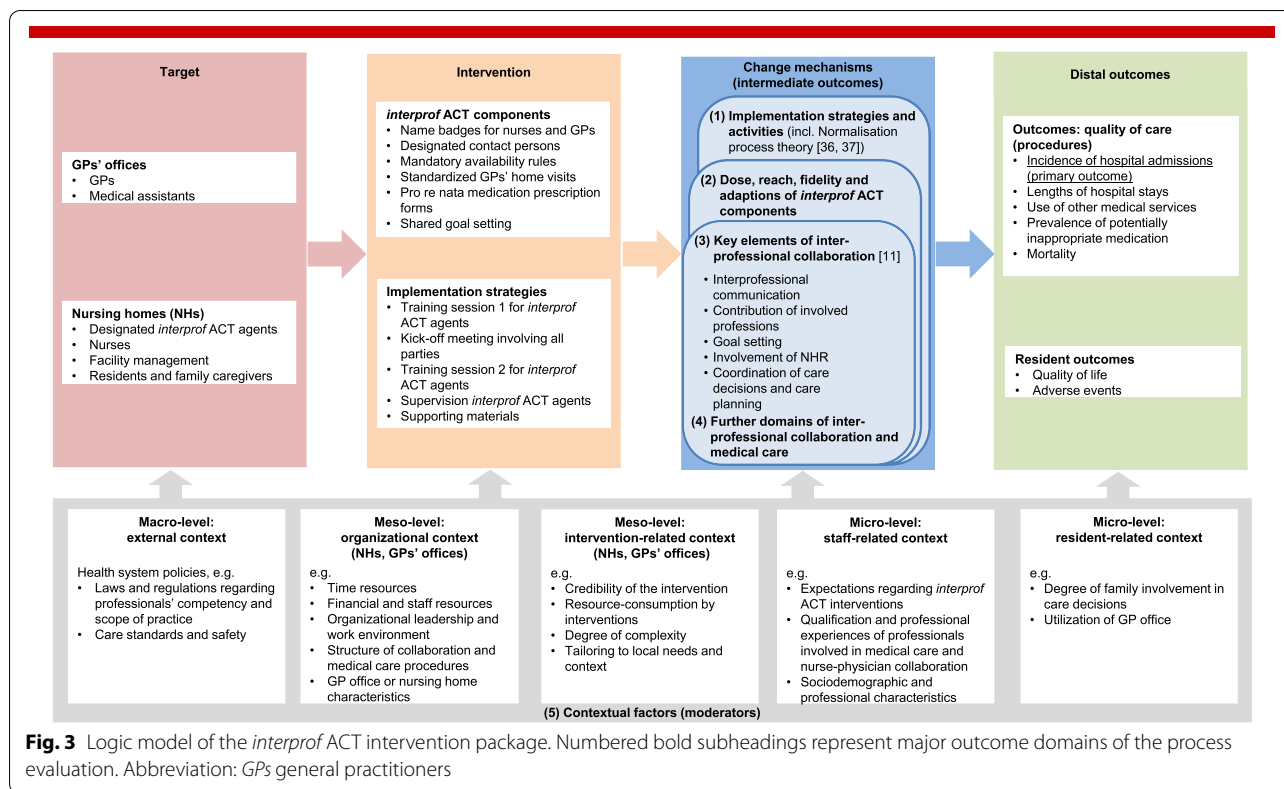 Target
GPs’ offices
• GPs
• Medical assistants
Nursing homes (NHs)
• Designated interprof ACT agents
• Nurses
• Facility management
• Residents and family caregivers
Intervention
interprof ACT components
• Name badges for nurses and GPs
• Designated contact persons
• Mandatory availability rules
• Standardized GPs’ home visits
• Pro re nata medication prescription
forms
• Shared goal setting
Implementation strategies
• Training session 1 for interprof
ACT agents
• Kick-off meeting involving all
parties
• Training session 2 for interprof
ACT agents
• Supervision interprof ACT agents
• Supporting materials
Change mechanisms
(intermediate outcomes)
(1) Implementation strategies and
activities (incl. Normalisation
process theory [36, 37])
(2) Dose, reach, fidelity and
adaptions of interprof ACT
components
(3) Key elements of inter-
professional collaboration [11]
• Interprofessional
communication
• Contribution of involved
professions
• Goal setting
• Involvement of NHR
• Coordination of care
decisions and care
planning
(4) Further domains of inter-
professional collaboration and
medical care
Distal outcomes
Outcomes: quality of care
(procedures)
• Incidence of hospital admissions
(primary outcome)
• Lengths of hospital stays
• Use of other medical services
• Prevalence of potentially
inappropriate medication
• Mortality
Resident outcomes
• Quality of life
• Adverse events
Macro-level:
external context
Health system policies, e.g.
• Laws and regulations regarding
professionals’ competency and
scope of practice
• Care standards and safety
Meso-level:
organizational context
(NHs, GPs’ offices)
e.g.
• Time resources
• Financial and staff resources
• Organizational leadership and
work environment
• Structure of collaboration and
medical care procedures
• GP office or nursing home
characteristics
Meso-level:
intervention-related context
(NHs, GPs’ offices)
e.g.
• Credibility of the intervention
• Resource-consumption by
interventions
• Degree of complexity
• Tailoring to local needs and
context
Micro-level:
staff-related context
e.g.
• Expectations regarding interprof
ACT interventions
• Qualification and professional
experiences of professionals
involved in medical care and
nurse-physician collaboration
• Sociodemographic and
professional characteristics
Micro-level:
resident-related context
e.g.
• Degree of family involvement in
care decisions
• Utilization of GP office
(5) Contextual factors (moderators)
Fig. 3 Logic model of the interprof ACT intervention package. Numbered bold subheadings represent major outcome domains of the process
evaluation. Abbreviation: GPs general practitioners